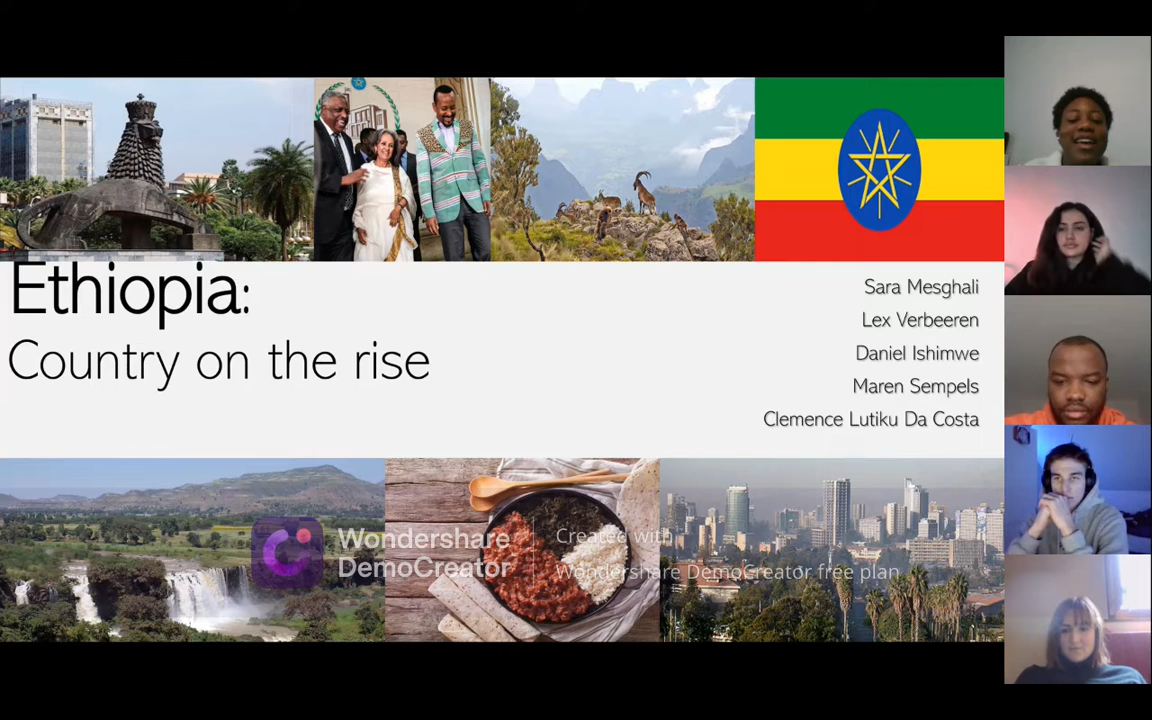 Ethiopia:
Country on the rise
Sara Mesghali
Lex Verbeeren
Daniel Ishimwe
Maren Sempels
Clemence Lutiku Da Costa
Wondershare
DemoCreator
Created with
Wondershare DemoCreator free plan